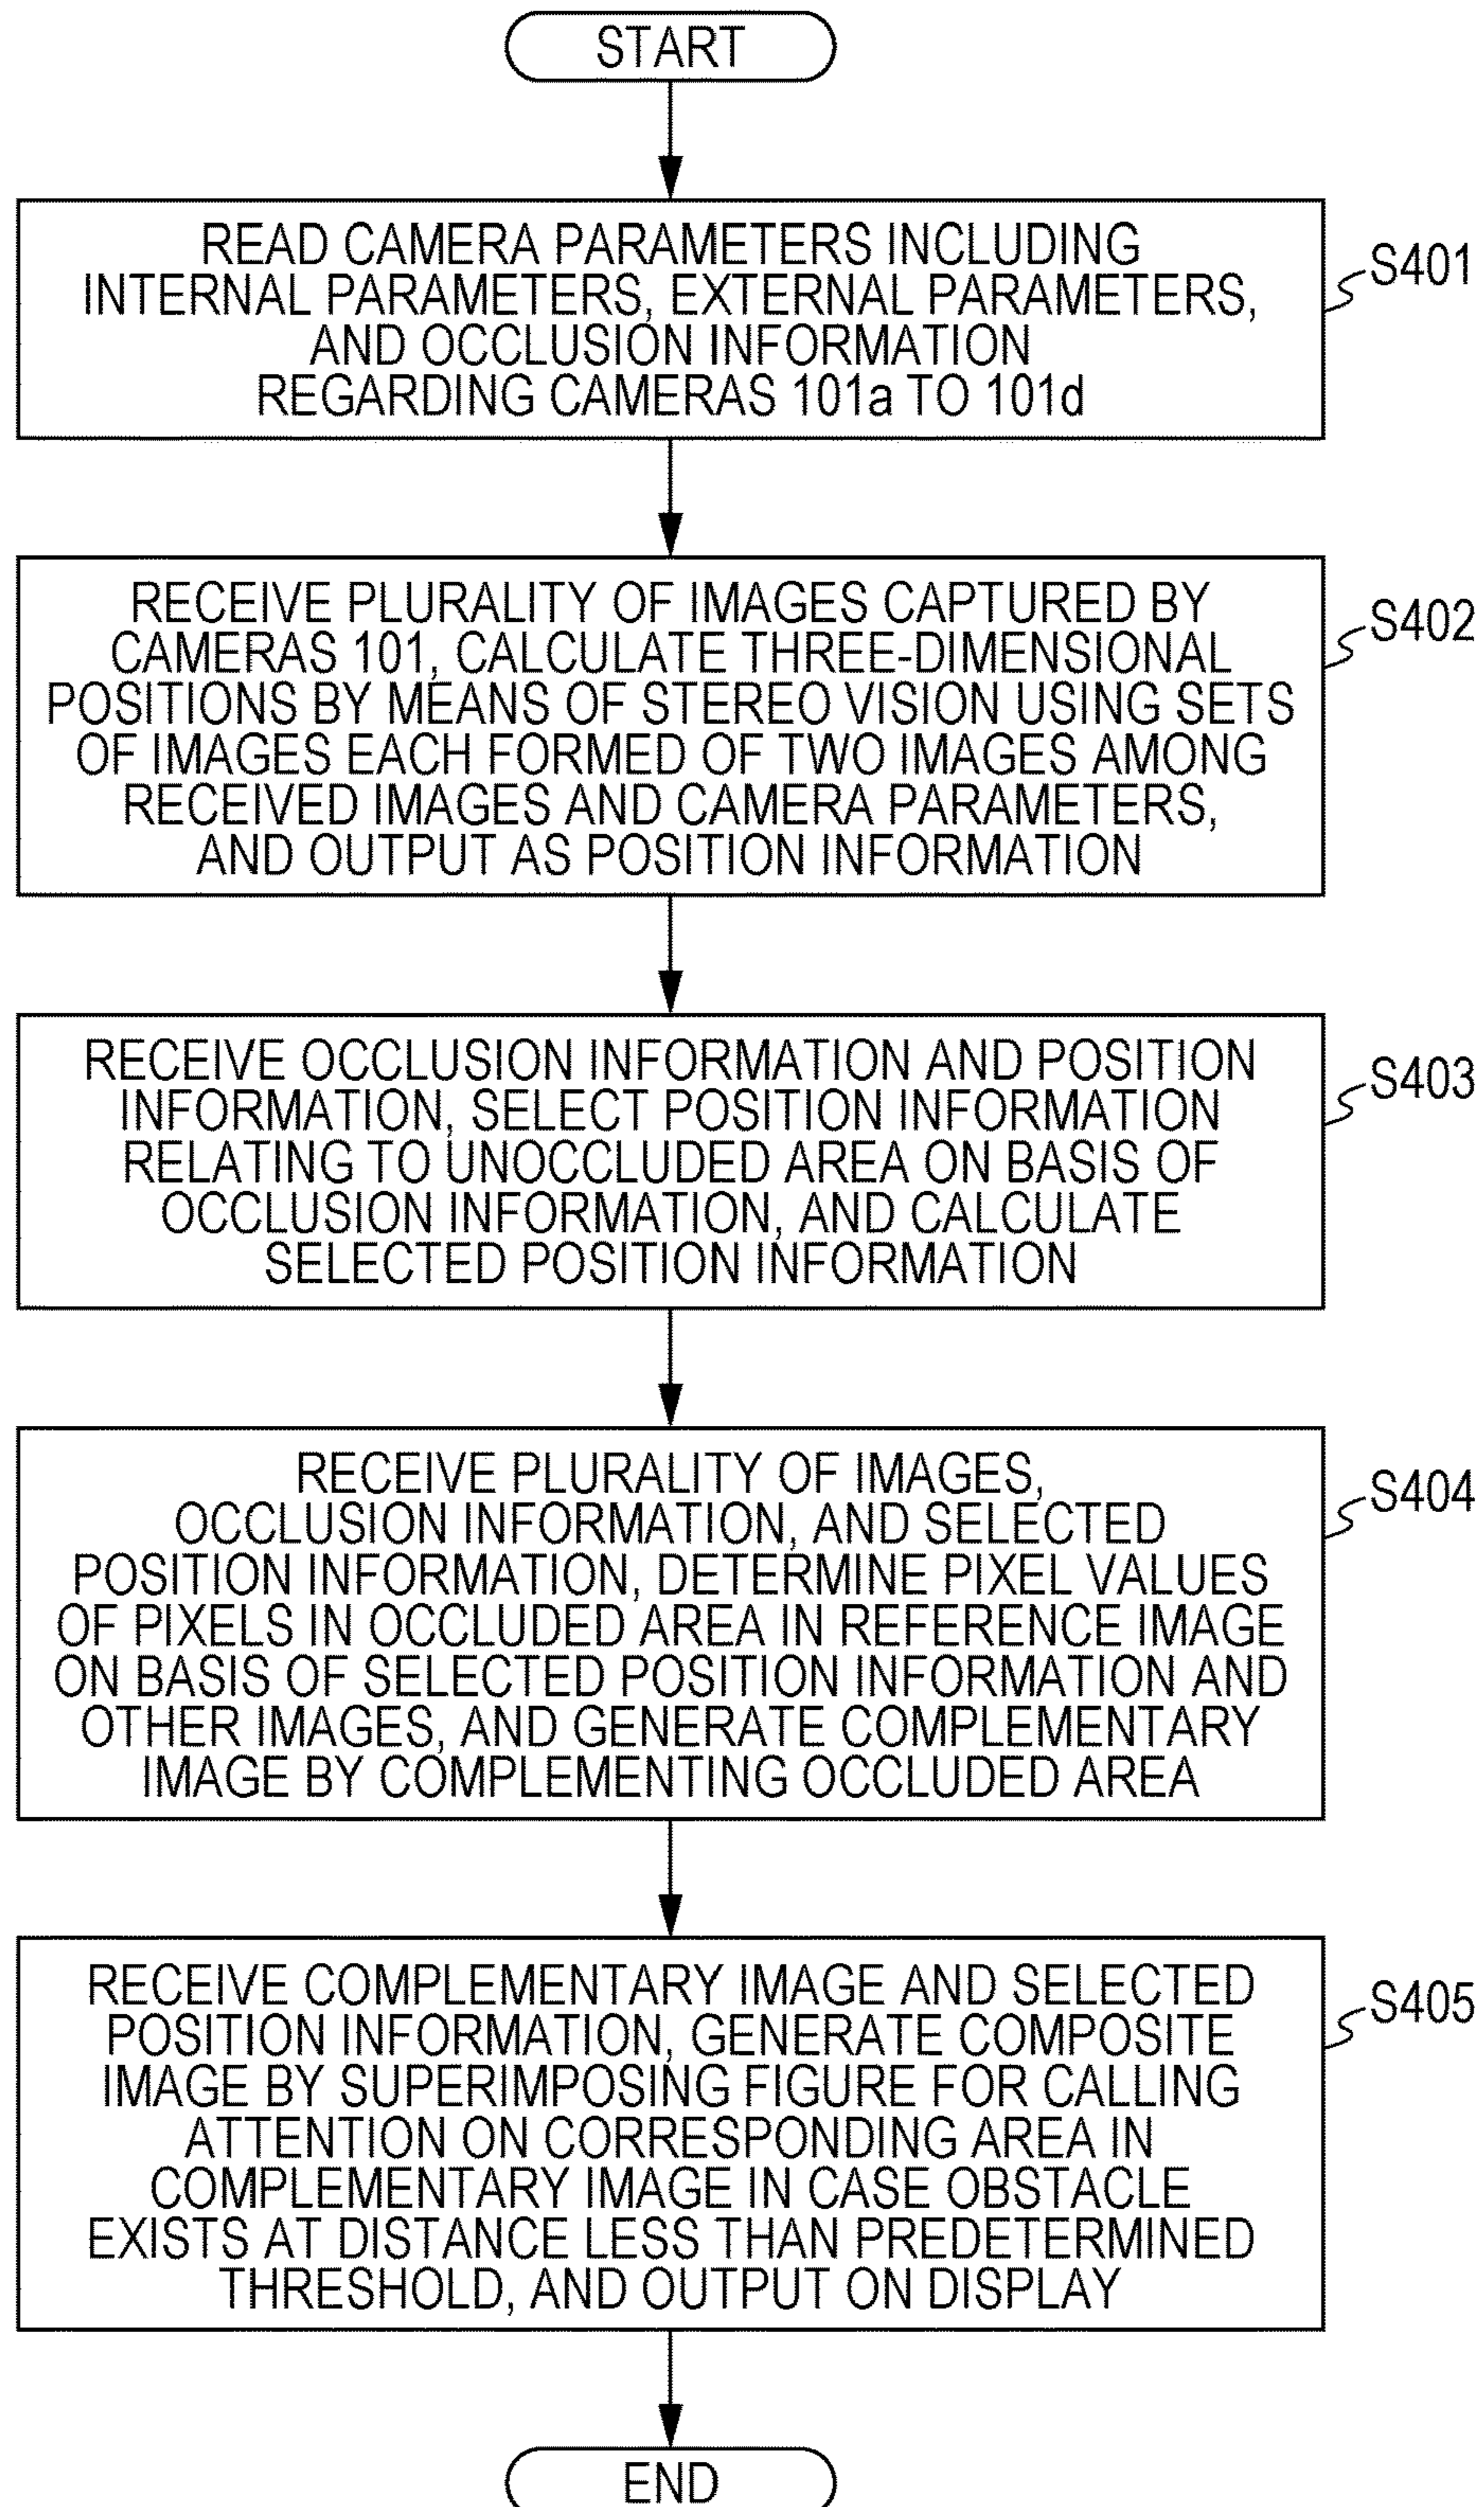 START
READ CAMERA PARAMETERS INCLUDING
INTERNAL PARAMETERS, EXTERNAL PARAMETERS,
AND OCCLUSION INFORMATION
REGARDING CAMERAS 101a TO 101d
S401
RECEIVE PLURALITY OF IMAGES CAPTURED BY
CAMERAS 101, CALCULATE THREE-DIMENSIONAL
POSITIONS BY MEANS OF STEREO VISION USING SETS
OF IMAGES EACH FORMED OF TWO IMAGES AMONG
RECEIVED IMAGES AND CAMERA PARAMETERS,
AND OUTPUT AS POSITION INFORMATION
S402
RECEIVE OCCLUSION INFORMATION AND POSITION
INFORMATION, SELECT POSITION INFORMATION
RELATING TO UNOCCLUDED AREA ON BASIS OF
OCCLUSION INFORMATION, AND CALCULATE
SELECTED POSITION INFORMATION
S403
RECEIVE PLURALITY OF IMAGES,
OCCLUSION INFORMATION, AND SELECTED
POSITION INFORMATION, DETERMINE PIXEL VALUES
OF PIXELS IN OCCLUDED AREA IN REFERENCE IMAGE
ON BASIS OF SELECTED POSITION INFORMATION AND
OTHER IMAGES, AND GENERATE COMPLEMENTARY
IMAGE BY COMPLEMENTING OCCLUDED AREA
S404
RECEIVE COMPLEMENTARY IMAGE AND SELECTED
POSITION INFORMATION, GENERATE COMPOSITE
IMAGE BY SUPERIMPOSING FIGURE FOR CALLING
ATTENTION ON CORRESPONDING AREA IN
COMPLEMENTARY IMAGE IN CASE OBSTACLE
EXISTS AT DISTANCE LESS THAN PREDETERMINED
THRESHOLD, AND OUTPUT ON DISPLAY
S405
END